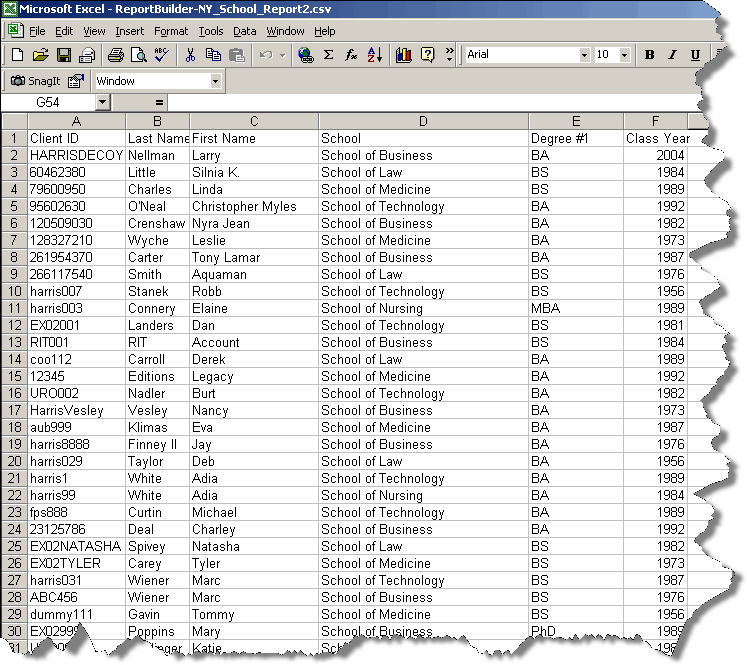 Microsoft Excel - ReportBuilder-NY_School_Report2.csv
File Edit View Insert Format Tools Data Window Help
Arial 10 B I U
SnagIt Window
G54 =
A B C D E F
1 Client ID Last Name First Name School Degree #1 Class Year
2 HARRISDECOY Nellman Larry School of Business BA 2004
3 60462380 Little Silnia K. School of Law BS 1984
4 79600950 Charles Linda School of Medicine BS 1989
5 95602630 O'Neal Christopher Myles School of Technology BA 1992
6 120509030 Crenshaw Nyra Jean School of Business BA 1982
7 128327210 Wyche Leslie School of Medicine BA 1973
8 261954370 Carter Tony Lamar School of Business BA 1987
9 266117540 Smith Aquaman School of Law BS 1976
10 harris007 Stanek Robb School of Technology BS 1956
11 harris003 Connery Elaine School of Nursing MBA 1989
12 EX02001 Landers Dan School of Technology BS 1981
13 RIT001 RIT Account School of Business BS 1984
14 coo112 Carroll Derek School of Law BA 1989
15 12345 Editions Legacy School of Medicine BA 1992
16 URO002 Nadler Burt School of Technology BA 1982
17 HarrisVesley Vesley Nancy School of Business BA 1973
18 aub999 Klimas Eva School of Medicine BA 1987
19 harris8888 Finney II Jay School of Business BA 1976
20 harris029 Taylor Deb School of Law BA 1956
21 harris1 White Adia School of Technology BA 1989
22 harris99 White Adia School of Nursing BA 1984
23 fps888 Curtin Michael School of Technology BA 1989
24 23125786 Deal Charley School of Business BA 1992
25 EX02NATASHA Spivey Natasha School of Law BS 1982
26 EX02TYLER Carey Tyler School of Medicine BS 1973
27 harris031 Wiener Marc School of Technology BS 1987
28 ABC456 Wiener Marc School of Business BA 1976
29 dummy111 Gavin Tommy School of Medicine BS 1956
30 EX02999 Poppins Mary School of Business PhD
31 Katie